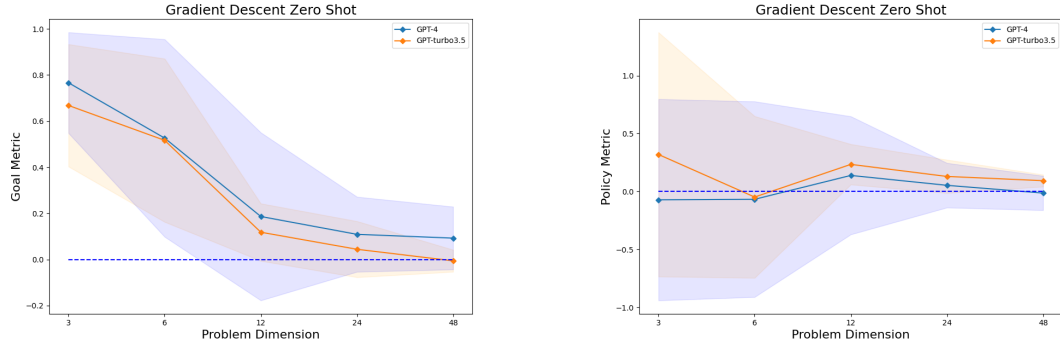 Gradient Descent Zero Shot
GPT-4
GPT-turbo3.5
1.0
0.8
0.6
0.4
0.2
0.0
−0.2
Goal Metric
3
6
12
24
48
Problem Dimension
Gradient Descent Zero Shot
GPT-4
GPT-turbo3.5
1.0
0.5
0.0
−0.5
−1.0
Policy Metric
3
6
12
24
48
Problem Dimension